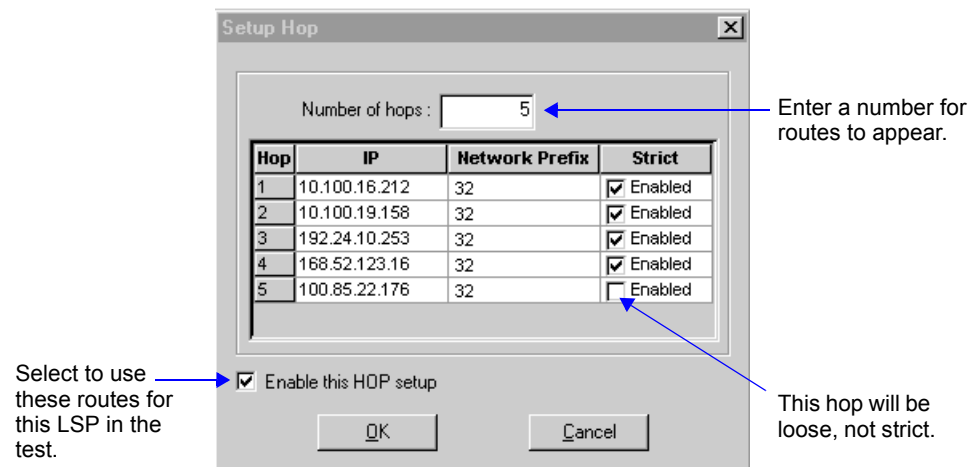 Setup Hop
Number of hops : 5
Enter a number for
routes to appear.
Hop IP Network Prefix Strict
1 10.100.16.212 32 Enabled
2 10.100.19.158 32 Enabled
3 192.24.10.253 32 Enabled
4 168.52.123.16 32 Enabled
5 100.85.22.176 32 Enabled
Select to use
these routes for
this LSP in the
test.
Enable this HOP setup
OK Cancel
This hop will be
loose, not strict.